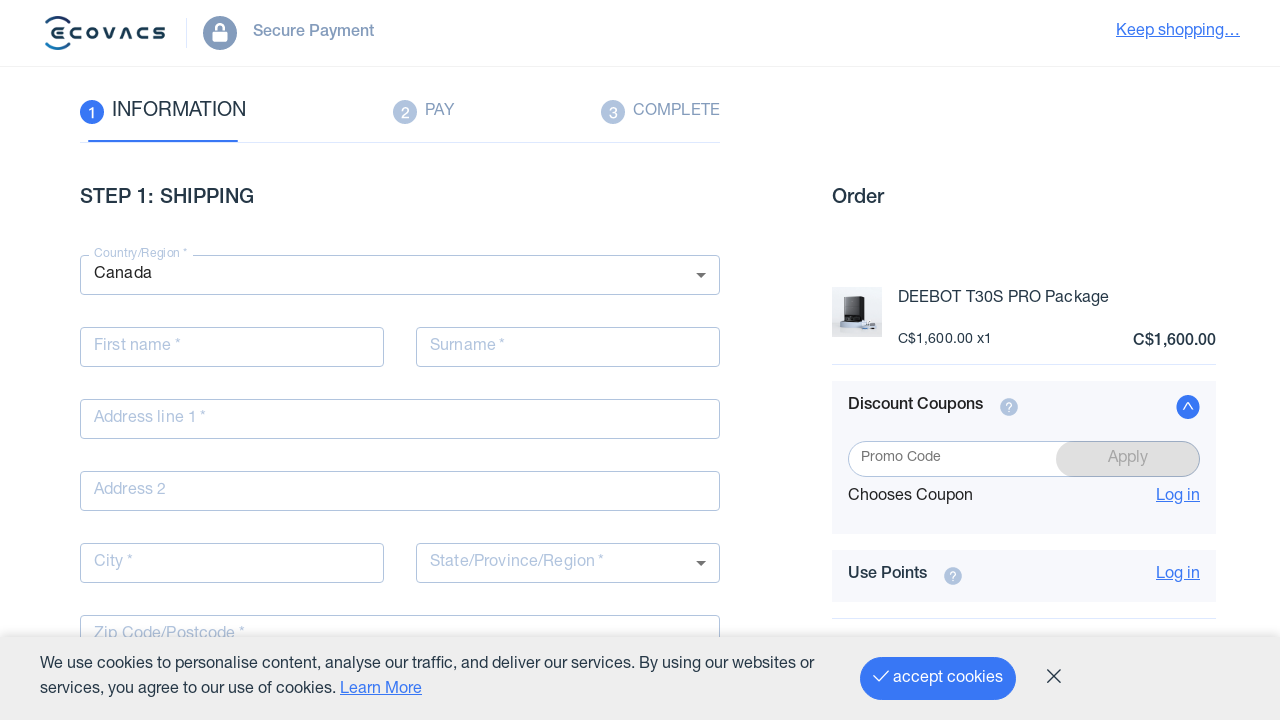 ECOVACS
Secure Payment
Keep shopping...
1 INFORMATION
2 PAY
3 COMPLETE
STEP 1: SHIPPING
Country/Region *
Canada
First name *
Surname *
Address line 1 *
Address 2
City *
State/Province/Region *
Zip Code/Postcode *
Order
DEEBOT T30S PRO Package
C$1,600.00 x1
C$1,600.00
Discount Coupons ?
Promo Code
Apply
Chooses Coupon
Log in
Use Points ?
Log in
We use cookies to personalise content, analyse our traffic, and deliver our services. By using our websites or
services, you agree to our use of cookies. Learn More
accept cookies